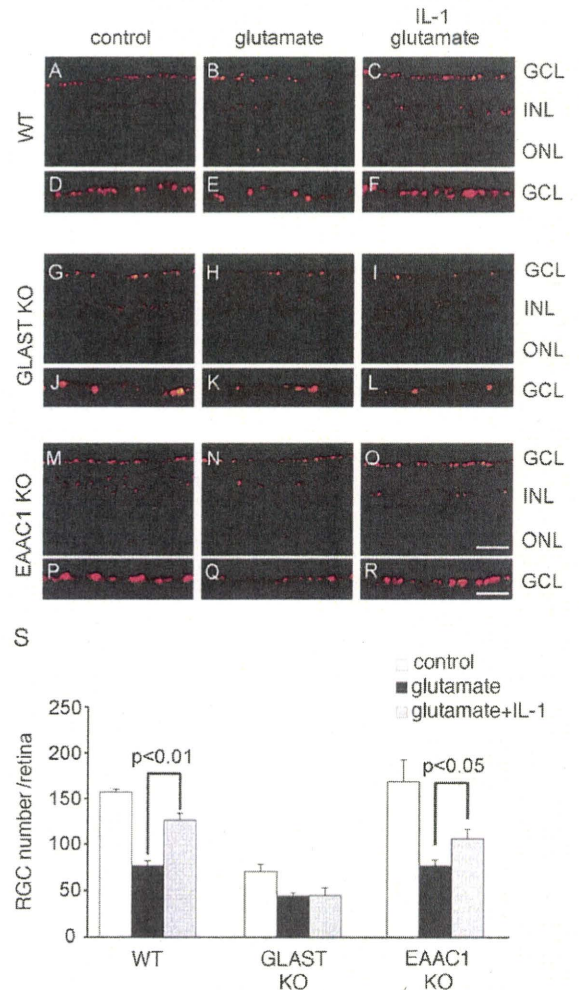 control glutamate IL-1 glutamate
WT
A B C GCL
INL
ONL
D E F GCL
GLAST KO
G H I GCL
INL
ONL
J K L GCL
EAAC1 KO
M N O GCL
INL
ONL
P Q R GCL
S
control
glutamate
glutamate+IL-1
RGC number/retina
250
200
150
100
50
0
p<0.01
p<0.05
WT GLAST KO EAAC1 KO